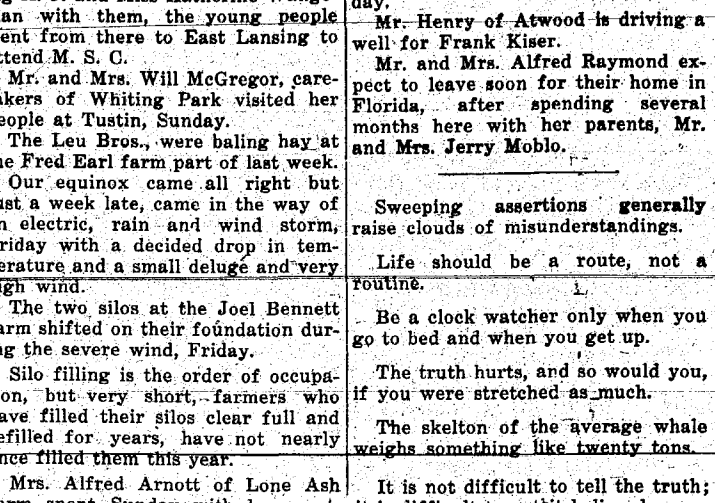 an with them, the young people
ent from there to East Lansing to
ttend M. S. C.
Mr. and Mrs. Will McGregor, care-
akers of Whiting Park visited her
eople at Tustin, Sunday.
The Leu Bros., were baling hay at
he Fred Earl farm part of last week.
Our equinox came all right but
ust a week late, came in the way of
n electric, rain and wind storm,
riday with a decided drop in tem-
erature and a small deluge and very
igh wind.
The two silos at the Joel Bennett
arm shifted on their foundation dur-
ng the severe wind, Friday.
Silo filling is the order of occupa-
ion, but very short, farmers who
ave filled their silos clear full and
efilled for years, have not nearly
nce filled them this year.
Mrs. Alfred Arnott of Lone Ash
day.
Mr. Henry of Atwood is driving a
well for Frank Kiser.
Mr. and Mrs. Alfred Raymond ex-
pect to leave soon for their home in
Florida, after spending several
months here with her parents, Mr.
and Mrs. Jerry Moblo.
Sweeping assertions generally
raise clouds of misunderstandings.
Life should be a route, not a
routine.
Be a clock watcher only when you
go to bed and when you get up.
The truth hurts, and so would you,
if you were stretched as much.
The skelton of the average whale
weighs something like twenty tons.
It is not difficult to tell the truth;